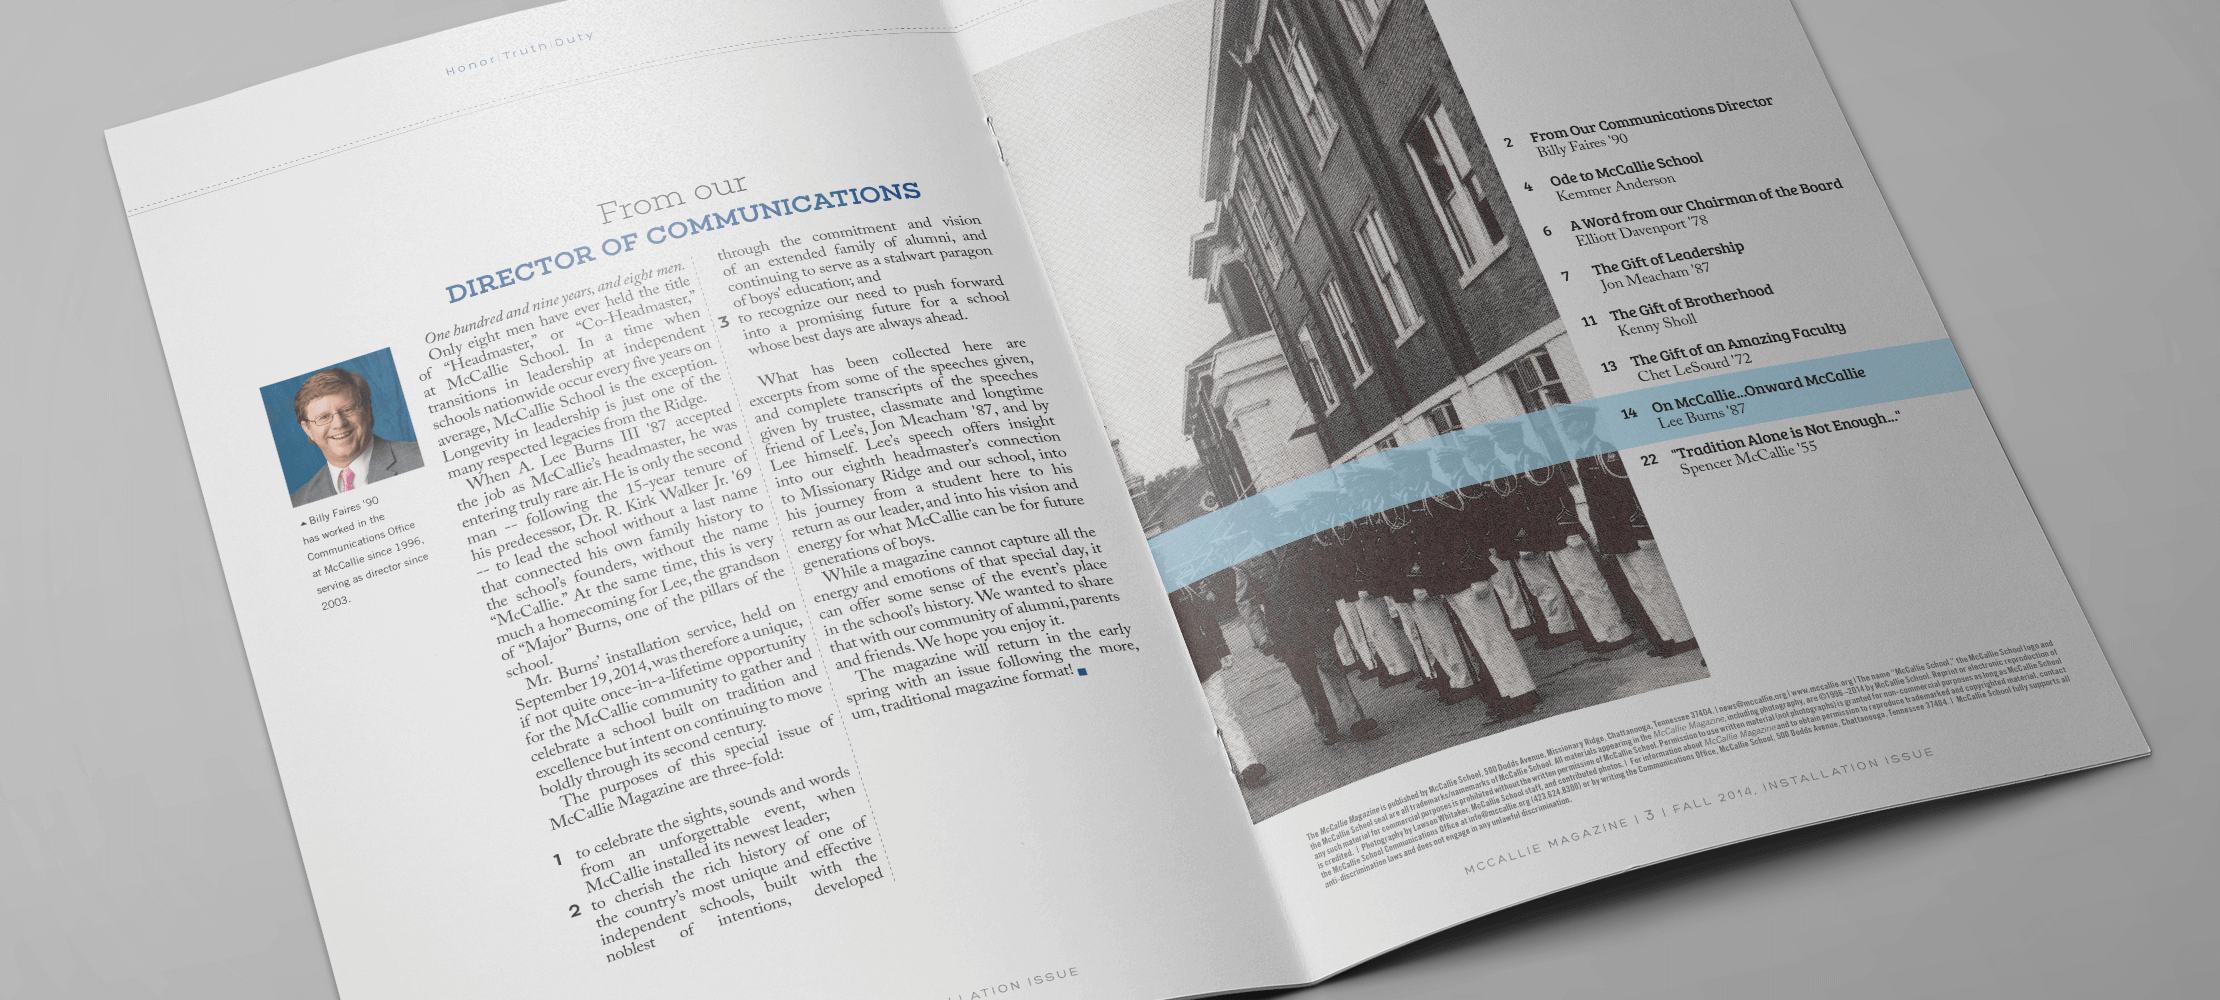 Honor|Truth|Duty
From our
DIRECTOR OF COMMUNICATIONS
One hundred and nine years, and eight men.
Only eight men have ever held the title
of “Headmaster,” or “Co-Headmaster,”
at McCallie School. In a time when
transitions in leadership at independent
schools nationwide occur every five years on
average, McCallie School is the exception.
Longevity in leadership is just one of the
many respected legacies from the Ridge.
When A. Lee Burns III '87 accepted
the job as McCallie's headmaster, he was
entering truly rare air. He is only the second
man -- following the 15-year tenure of
his predecessor, Dr. R. Kirk Walker Jr. '69
-- to lead the school without a last name
that connected his own family history to
the school's founders, without the name
“McCallie.” At the same time, this is very
much a homecoming for Lee, the grandson
of “Major” Burns, one of the pillars of the
school.
Mr. Burns' installation service, held on
September 19, 2014, was therefore a unique,
if not quite once-in-a-lifetime opportunity
for the McCallie community to gather and
celebrate a school built on tradition and
excellence but intent on continuing to move
boldly through its second century.
The purposes of this special issue of
McCallie Magazine are three-fold:
1 to celebrate the sights, sounds and words
from an unforgettable event, when
McCallie installed its newest leader;
2 to cherish the rich history of one of
the country's most unique and effective
independent schools, built with the
noblest of intentions, developed
through the commitment and vision
of an extended family of alumni, and
continuing to serve as a stalwart paragon
of boys' education; and
3 to recognize our need to push forward
into a promising future for a school
whose best days are always ahead.
What has been collected here are
excerpts from some of the speeches given,
and complete transcripts of the speeches
given by trustee, classmate and longtime
friend of Lee's, Jon Meacham '87, and by
Lee himself. Lee's speech offers insight
into our eighth headmaster's connection
to Missionary Ridge and our school, into
his journey from a student here to his
return as our leader, and into his vision and
energy for what McCallie can be for future
generations of boys.
While a magazine cannot capture all the
energy and emotions of that special day, it
can offer some sense of the event's place
in the school's history. We wanted to share
that with our community of alumni, parents
and friends. We hope you enjoy it.
The magazine will return in the early
spring with an issue following the more,
um, traditional magazine format!
Billy Faires '90
has worked in the
Communications Office
at McCallie since 1996,
serving as director since
2003.
LATION ISSUE
2 From Our Communications Director
Billy Faires '90
4 Ode to McCallie School
Kemmer Anderson
6 A Word from our Chairman of the Board
Elliott Davenport '78
7 The Gift of Leadership
Jon Meacham '87
11 The Gift of Brotherhood
Kenny Sholl
13 The Gift of an Amazing Faculty
Chet LeSourd '72
14 On McCallie...Onward McCallie
Lee Burns '87
22 "Tradition Alone is Not Enough..."
Spencer McCallie '55
The McCallie Magazine is published by McCallie School, 500 Dodds Avenue, Missionary Ridge, Chattanooga, Tennessee 37404. | news@mccallie.org | www.mccallie.org | The name “McCallie School,” the McCallie School logo and
the McCallie School seal are all trademarks/namemarks of McCallie School. All materials appearing in the McCallie Magazine, including photography, are ©1996-2014 by McCallie School. Reprint or electronic reproduction of
any such material for commercial purposes is prohibited without the written permission of McCallie School. Permission to use written material (not photographs) is granted for non-commercial purposes as long as McCallie School
is credited. | Photography by Lawson Whitaker, McCallie School staff, and contributed photos. | For information about McCallie Magazine and to obtain permission to reproduce trademarked and copyrighted material, contact
the McCallie School Communications Office at info@mccallie.org (423.624.8300) or by writing the Communications Office, McCallie School, 500 Dodds Avenue, Chattanooga, Tennessee 37404. | McCallie School fully supports all
anti-discrimination laws and does not engage in any unlawful discrimination.
MCCALLIE MAGAZINE | 3 | FALL 2014, INSTALLATION ISSUE